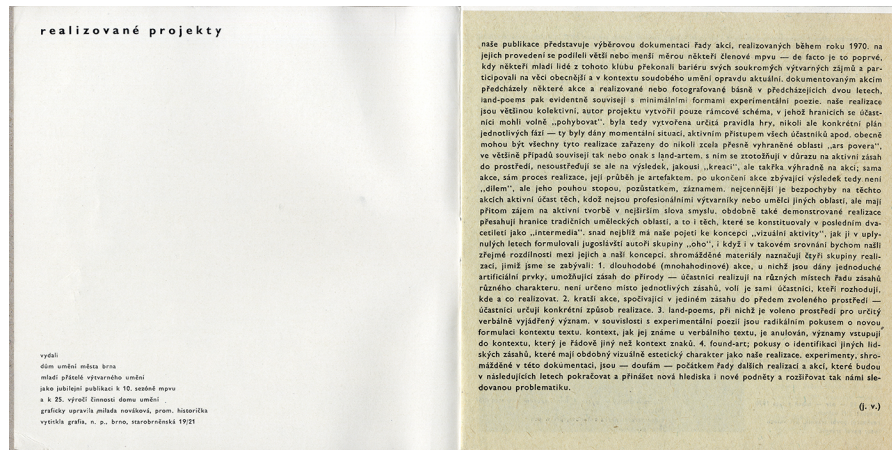 realizované projekty
vydali
dům umění města brna
mladí přátelé výtvarného umění
jako jubilejní publikaci k 10. sezóně mpvu
a k 25. výročí činnosti domu umění
graficky upravila milada nováková, prom. historička
vytiskla grafia, n. p., brno, starobrněnská 19/21
naše publikace představuje výběrovou dokumentaci řady akcí, realizovaných během roku 1970. na
jejich provedení se podíleli větší nebo menší měrou někteří členové mpvu — de facto je to poprvé,
kdy někteří mladí lidé z tohoto klubu překonali bariéru svých soukromých výtvarných zájmů a par-
ticipovali na věci obecnější a v kontextu soudobého umění opravdu aktuální. dokumentovaným akcím
předcházely některé akce a realizované nebo fotografované básně v předcházejících dvou letech,
land-poems pak evidentně souvisejí s minimálními formami experimentální poezie. naše realizace
jsou většinou kolektivní, autor projektu vytvořil pouze rámcové schéma, v jehož hranicích se účast-
níci mohli volně „pohybovat". byla tedy vytvořena určitá pravidla hry, nikoli ale konkrétní plán
jednotlivých fází — ty byly dány momentální situací, aktivním přístupem všech účastníků apod. obecně
mohou být všechny tyto realizace zařazeny do nikoli zcela přesně vyhraněné oblasti „ars povera",
ve většině případů souvisejí tak nebo onak s land-artem. s ním se ztotožňují v důrazu na aktivní zásah
do prostředí, nesoustřeďují se ale na výsledek, jakousi „kreaci", ale takřka výhradně na akci; sama
akce, sám proces realizace, její průběh je artefaktem. po ukončení akce zbývající výsledek tedy není
„dílem", ale jeho pouhou stopou, pozůstatkem, záznamem. nejcennější je bezpochyby na těchto
akcích aktivní účast těch, kdož nejsou profesionálními výtvarníky nebo umělci jiných oblastí, ale mají
přitom zájem na aktivní tvorbě v nejširším slova smyslu. obdobně také demonstrované realizace
přesahují hranice tradičních uměleckých oblastí, a to i těch, které se konstituovaly v posledním dva-
cetiletí jako „intermedia". snad nejblíž má naše pojetí ke koncepci „vizuální aktivity", jak ji v uply-
nulých letech formulovali jugoslávští autoři skupiny „oho", i když i v takovém srovnání bychom našli
zřejmé rozdílnosti mezi jejich a naší koncepcí. shromážděné materiály naznačují čtyři skupiny reali-
zací, jimiž jsme se zabývali: 1. dlouhodobé (mnohahodinové) akce, u nichž jsou dány jednoduché
artificiální prvky, umožňující zásah do přírody — účastníci realizují na různých místech řadu zásahů
různého charakteru. není určeno místo jednotlivých zásahů, volí je sami účastníci, kteří rozhodují,
kde a co realizovat. 2. kratší akce, spočívající v jediném zásahu do předem zvoleného prostředí —
účastníci určují konkrétní způsob realizace. 3. land-poems, při nichž je voleno prostředí pro určitý
verbálně vyjádřený význam. v souvislosti s experimentální poezií jsou radikálním pokusem o novou
formulaci kontextu textu. kontext, jak jej známe u verbálního textu, je anulován, významy vstupují
do kontextu, který je řádově jiný než kontext znaků. 4. found-art; pokusy o identifikaci jiných lid-
ských zásahů, které mají obdobný vizuálně estetický charakter jako naše realizace. experimenty, shro-
mážděné v této dokumentaci, jsou — doufám — počátkem řady dalších realizací a akcí, které budou
v následujících letech pokračovat a přinášet nová hlediska i nové podněty a rozšiřovat tak námi sle-
dovanou problematiku.
(j. v.)